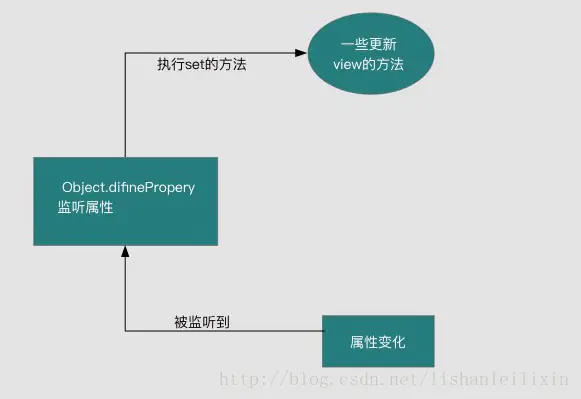 一些更新
view的方法
执行set的方法
Object.difinePropery
监听属性
被监听到
属性变化
http://blog.csdn.net/lishanleilixin